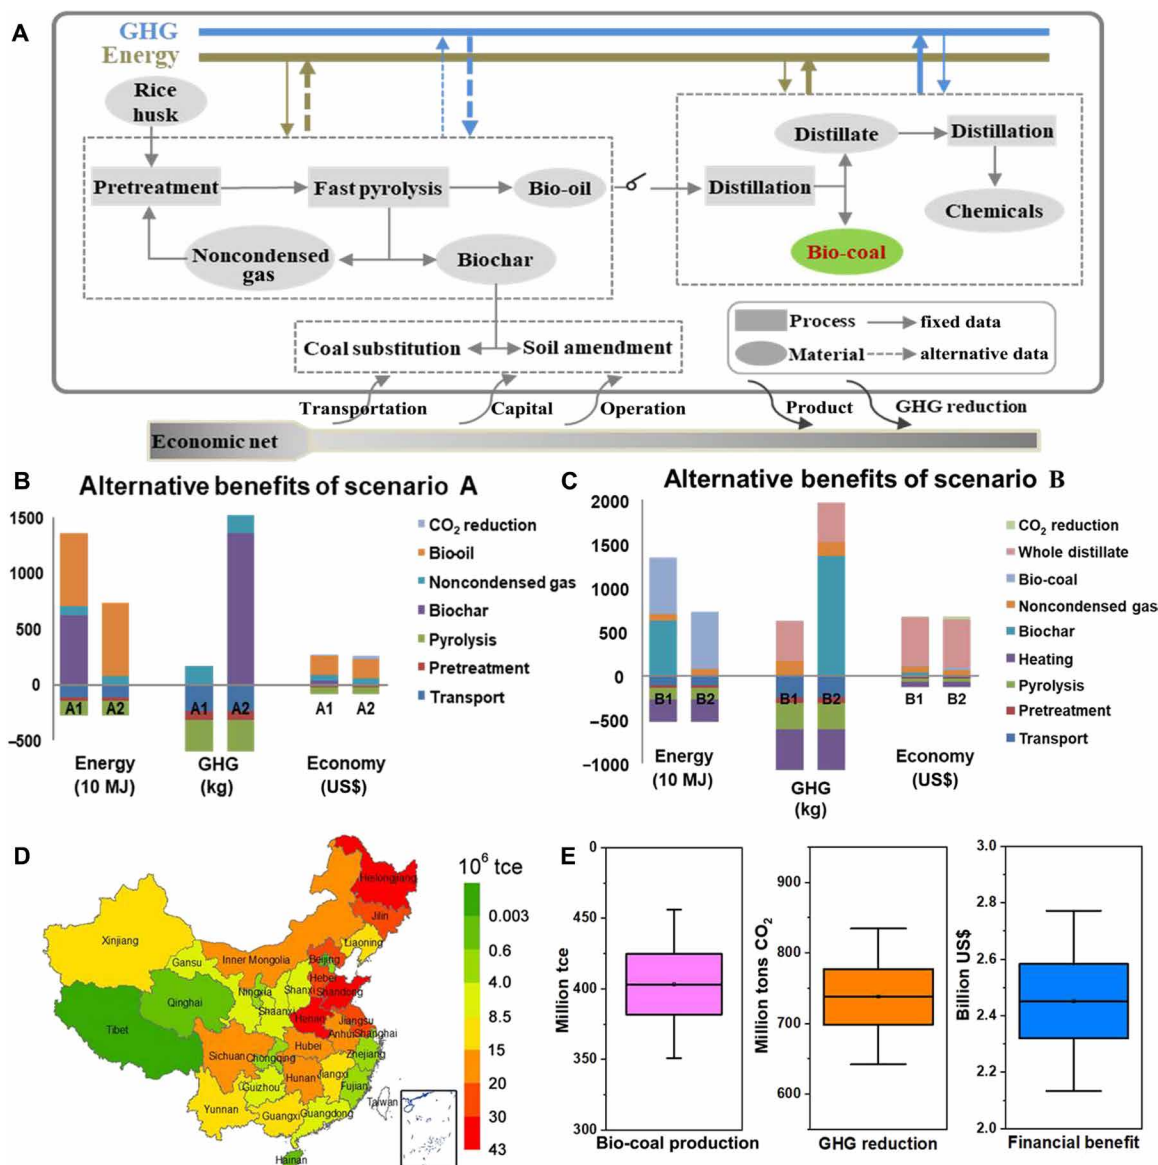 A
GHG
Energy
Rice
husk
Pretreatment
Fast pyrolysis
Bio-oil
Noncondensed
gas
Biochar
Coal substitution
Soil amendment
Distillate
Distillation
Distillation
Chemicals
Bio-coal
Process
fixed data
Material
alternative data
Transportation
Capital
Operation
Product
GHG reduction
Economic net
B
Alternative benefits of scenario A
1500
1000
500
0
−500
A1
A2
A1
A2
A1
A2
Energy
(10 MJ)
GHG
(kg)
Economy
(US$)
CO2 reduction
Bio-oil
Noncondensed gas
Biochar
Pyrolysis
Pretreatment
Transport
C
Alternative benefits of scenario B
2000
1500
1000
500
0
−500
−1000
B1
B2
B1
B2
B1
B2
Energy
(10 MJ)
GHG
(kg)
Economy
(US$)
CO2 reduction
Whole distillate
Bio-coal
Noncondensed gas
Biochar
Heating
Pyrolysis
Pretreatment
Transport
D
Heilongjiang
Jilin
Liaoning
Xinjiang
Gansu
Inner Mongolia
Beijing
Hebei
Shanxi
Shandong
Ningxia
Qinghai
Shaanxi
Henan
Jiangsu
Tibet
Anhui
Shanghai
Hubei
Sichuan
Chongqing
Zhejiang
Hunan
Jiangxi
Guizhou
Fujian
Yunnan
Guangxi
Guangdong
Taiwan
Hainan
10^6 tce
0.003
0.6
4.0
8.5
15
20
30
43
E
0
450
400
350
300
Million tce
Bio-coal production
900
800
700
600
Million tons CO2
GHG reduction
3.0
2.8
2.6
2.4
2.2
2.0
Billion US$
Financial benefit